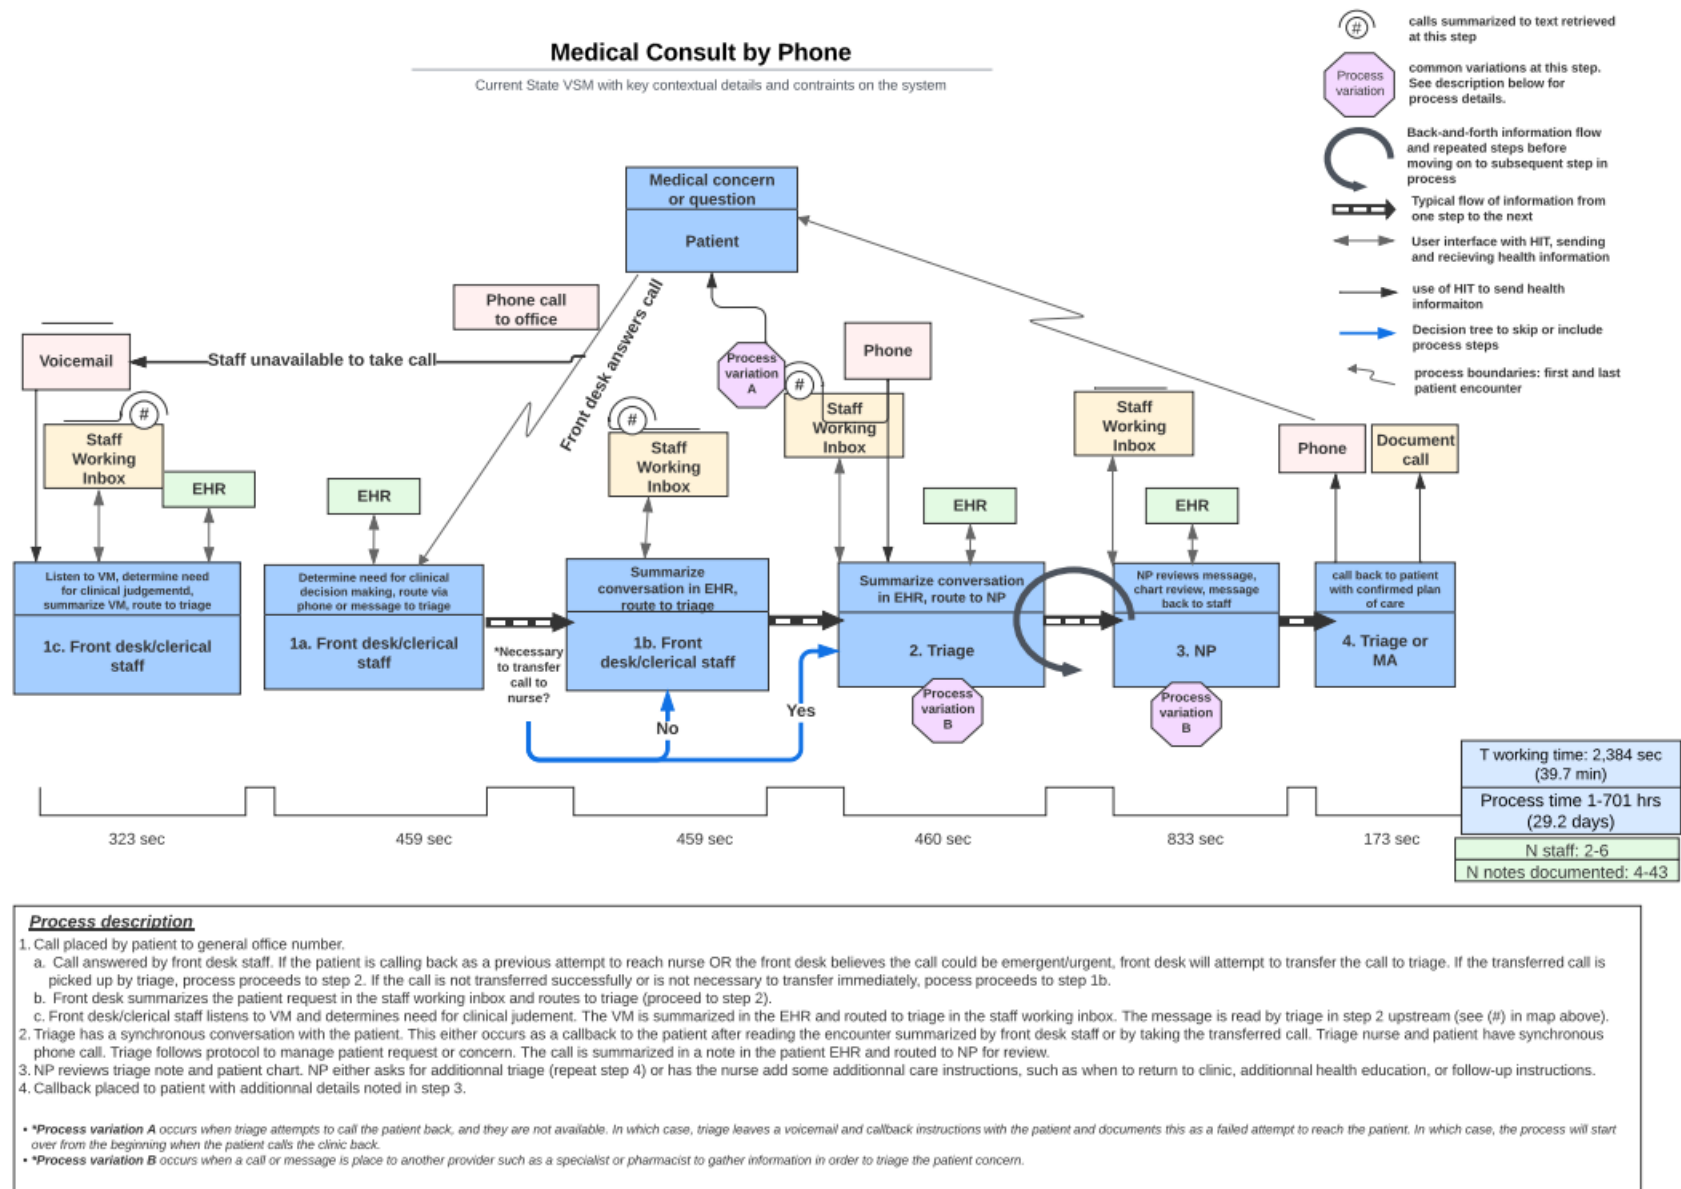 Medical Consult by Phone
Current State VSM with key contextual details and contraints on the system
#
calls summarized to text retrieved
at this step
Process
variation
common variations at this step.
See description below for
process details.
Back-and-forth information flow
and repeated steps before
moving on to subsequent step in
process
Typical flow of information from
one step to the next
User interface with HIT, sending
and recieving health information
use of HIT to send health
informaiton
Decision tree to skip or include
process steps
process boundaries: first and last
patient encounter
Medical concern
or question
Patient
Phone call
to office
Front desk answers call
Voicemail
Staff unavailable to take call
Process
variation
A
Phone
#
Staff
Working
Inbox
EHR
EHR
#
Staff
Working
Inbox
#
Staff
Working
Inbox
EHR
Staff
Working
Inbox
EHR
Phone
Document
call
Listen to VM, determine need
for clinical judgementd,
summarize VM, route to triage
1c. Front desk/clerical
staff
Determine need for clinical
decision making, route via
phone or message to triage
1a. Front desk/clerical
staff
*Necessary
to transfer
call to
nurse?
Summarize
conversation in EHR,
route to triage
1b. Front
desk/clerical staff
No
Yes
Summarize conversation
in EHR, route to NP
2. Triage
Process
variation
B
NP reviews message,
chart review, message
back to staff
3. NP
Process
variation
B
call back to patient
with confirmed plan
of care
4. Triage or
MA
323 sec
459 sec
459 sec
460 sec
833 sec
173 sec
T working time: 2,384 sec
(39.7 min)
Process time 1-701 hrs
(29.2 days)
N staff: 2-6
N notes documented: 4-43
Process description
1. Call placed by patient to general office number.
a. Call answered by front desk staff. If the patient is calling back as a previous attempt to reach nurse OR the front desk believes the call could be emergent/urgent, front desk will attempt to transfer the call to triage. If the transferred call is
picked up by triage, process proceeds to step 2. If the call is not transferred successfully or is not necessary to transfer immediately, pocess proceeds to step 1b.
b. Front desk summarizes the patient request in the staff working inbox and routes to triage (proceed to step 2).
c. Front desk/clerical staff listens to VM and determines need for clinical judement. The VM is summarized in the EHR and routed to triage in the staff working inbox. The message is read by triage in step 2 upstream (see (#) in map above).
2. Triage has a synchronous conversation with the patient. This either occurs as a callback to the patient after reading the encounter summarized by front desk staff or by taking the transferred call. Triage nurse and patient have synchronous
phone call. Triage follows protocol to manage patient request or concern. The call is summarized in a note in the patient EHR and routed to NP for review.
3. NP reviews triage note and patient chart. NP either asks for additionnal triage (repeat step 4) or has the nurse add some additionnal care instructions, such as when to return to clinic, additionnal health education, or follow-up instructions.
4. Callback placed to patient with additionnal details noted in step 3.
• *Process variation A occurs when triage attempts to call the patient back, and they are not available. In which case, triage leaves a voicemail and callback instructions with the patient and documents this as a failed attempt to reach the patient. In which case, the process will start
over from the beginning when the patient calls the clinic back.
• *Process variation B occurs when a call or message is place to another provider such as a specialist or pharmacist to gather information in order to triage the patient concern.